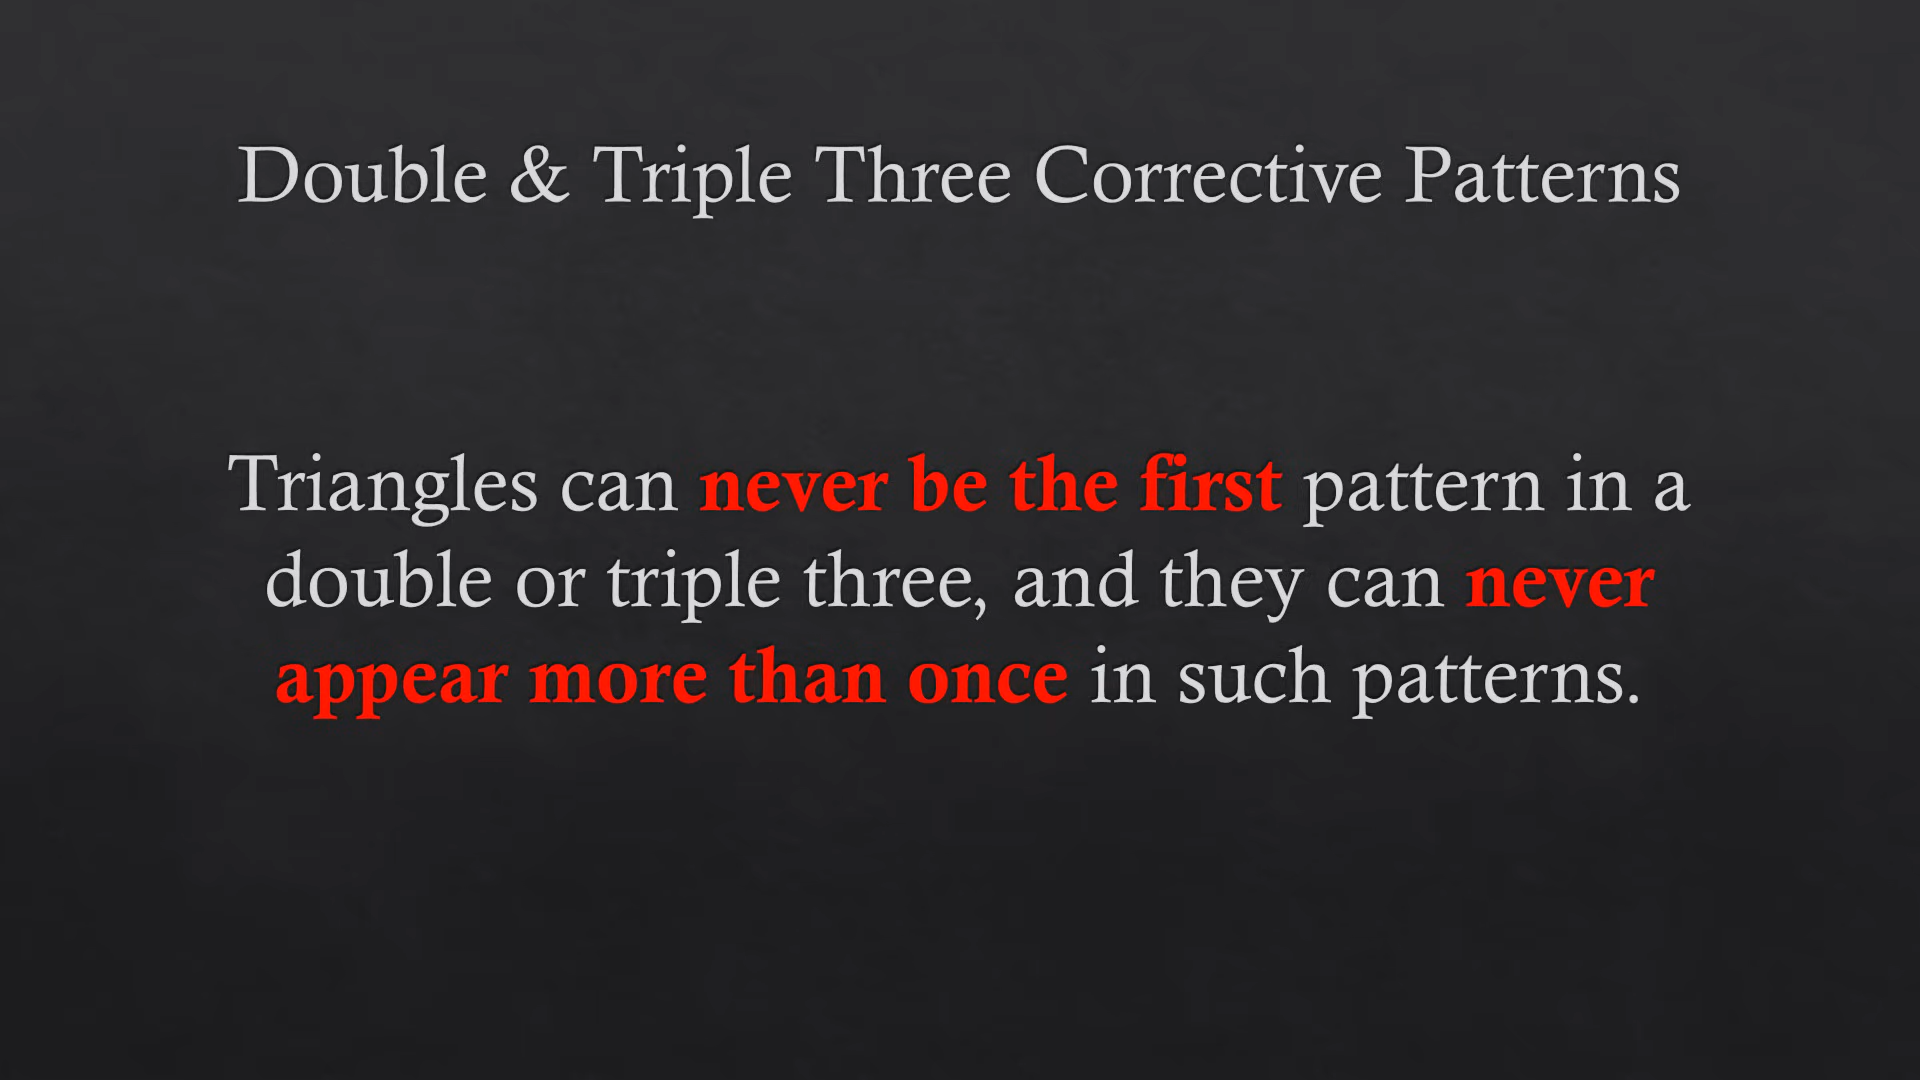 Double & Triple Three Corrective Patterns
Triangles can never be the first pattern in a
double or triple three, and they can never
appear more than once in such patterns.